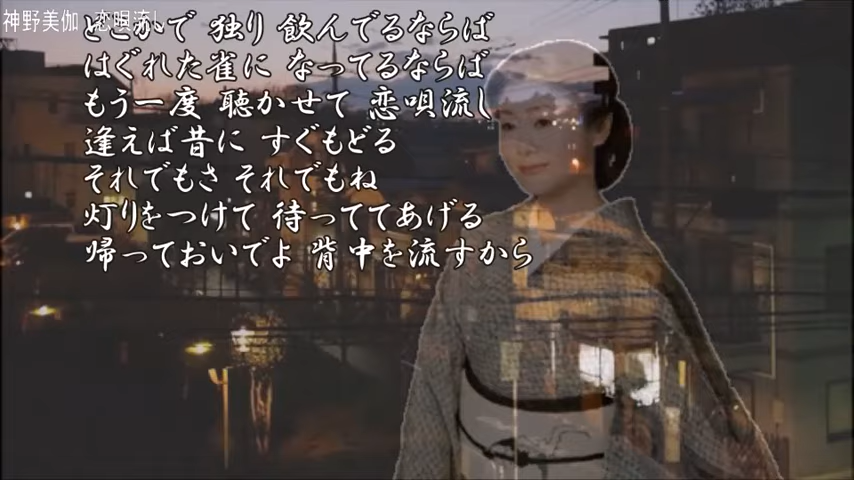 神野美伽 恋唄流し
どこかで 独り 飲んでるならば
はぐれた雀に なってるならば
もう一度 聴かせて 恋唄流し
逢えば昔に すぐもどる
それでもさ それでもね
灯りをつけて 待っててあげる
帰っておいでよ 背中を流すから